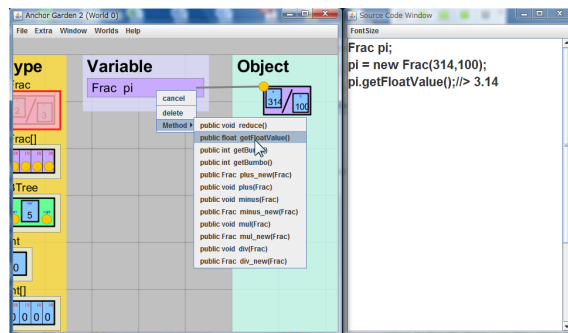 Anchor Garden 2 (World 0)
File Extra Window Worlds Help
ype
Variable
Object
rac
Frac pi
2 / 3
314 / 100
cancel
delete
Method
public void reduce()
public float getFloatValue()
public int getBu
public int getBumbo()
public Frac plus_new(Frac)
public void plus(Frac)
public void minus(Frac)
public Frac minus_new(Frac)
public void mul(Frac)
public Frac mul_new(Frac)
public void div(Frac)
public Frac div_new(Frac)
rac[]
Tree
5
nt
0
nt[]
0 0 0
Source Code Window
FontSize
Frac pi;
pi = new Frac(314,100);
pi.getFloatValue();//> 3.14